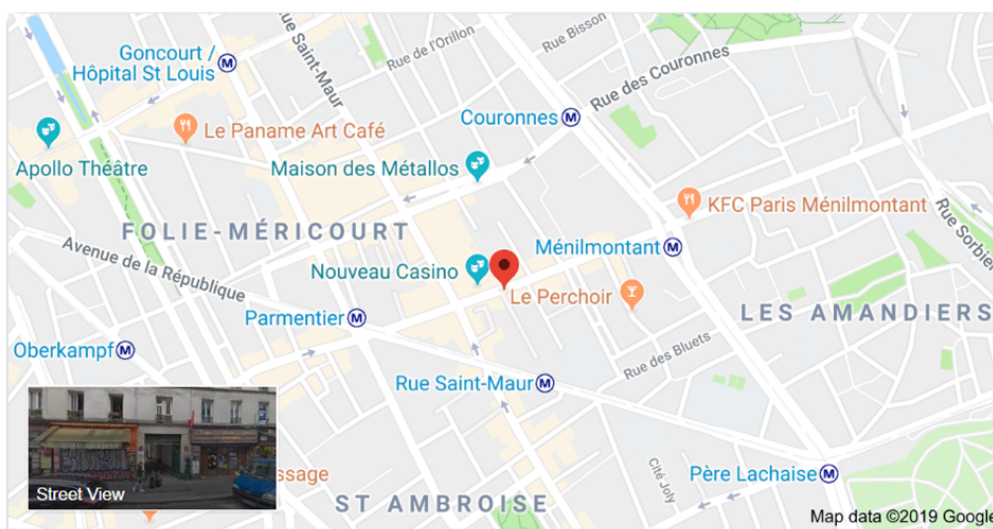 Goncourt /
Hôpital St Louis
Rue Saint-Maur
Rue de l'Orillon
Rue Bisson
Rue des Couronnes
Couronnes
Le Paname Art Café
Apollo Théâtre
Maison des Métallos
KFC Paris Ménilmontant
Rue Sorbier
FOLIE-MÉRICOURT
Avenue de la République
Ménilmontant
Nouveau Casino
Le Perchoir
LES AMANDIERS
Parmentier
Oberkampf
Rue des Bluets
Rue Saint-Maur
Père Lachaise
Cité Joly
ssage
Street View
ST AMBROISE
Map data ©2019 Google